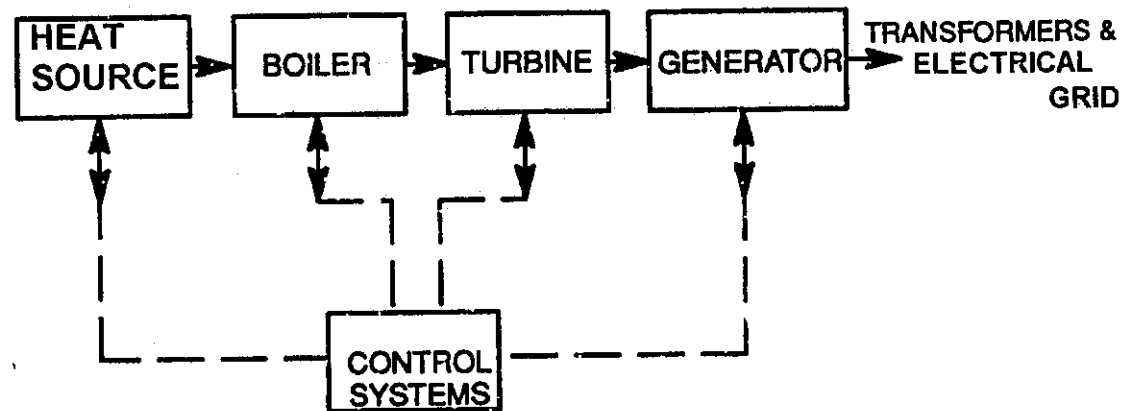 HEAT
SOURCE
BOILER
TURBINE
GENERATOR
TRANSFORMERS &
ELECTRICAL
GRID
CONTROL
SYSTEMS